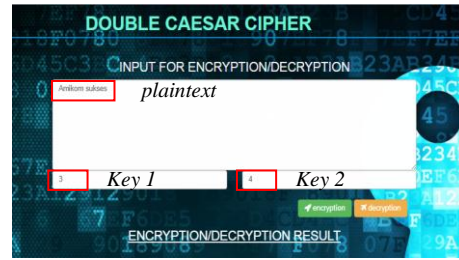 DOUBLE CAESAR CIPHER
INPUT FOR ENCRYPTION/DECRYPTION
Amikom sukses plaintext
3 Key 1 4 Key 2
encryption decryption
ENCRYPTION/DECRYPTION RESULT